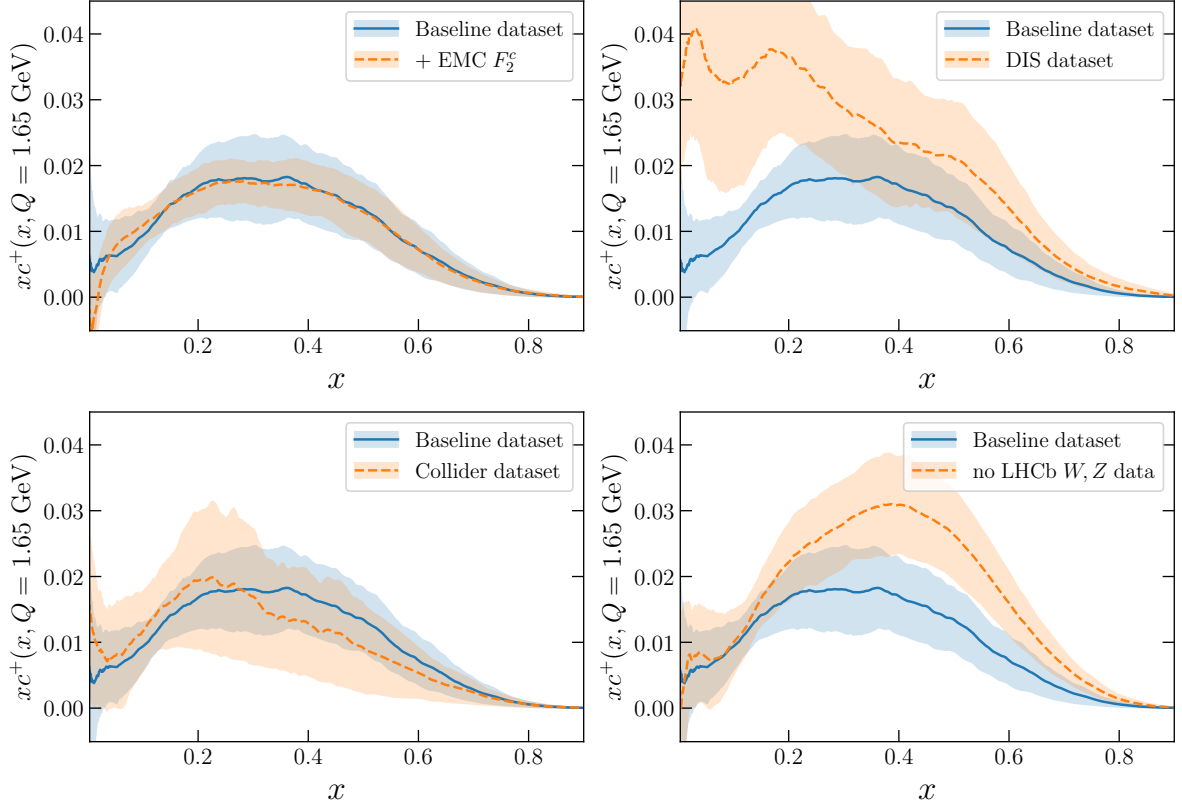 Baseline dataset
+ EMC $F_2^c$
$xc^+(x, Q = 1.65 \text{ GeV})$
0.04
0.03
0.02
0.01
0.00
0.2 0.4 0.6 0.8
$x$
Baseline dataset
DIS dataset
$xc^+(x, Q = 1.65 \text{ GeV})$
0.04
0.03
0.02
0.01
0.00
0.2 0.4 0.6 0.8
$x$
Baseline dataset
Collider dataset
$xc^+(x, Q = 1.65 \text{ GeV})$
0.04
0.03
0.02
0.01
0.00
0.2 0.4 0.6 0.8
$x$
Baseline dataset
no LHCb $W, Z$ data
$xc^+(x, Q = 1.65 \text{ GeV})$
0.04
0.03
0.02
0.01
0.00
0.2 0.4 0.6 0.8
$x$